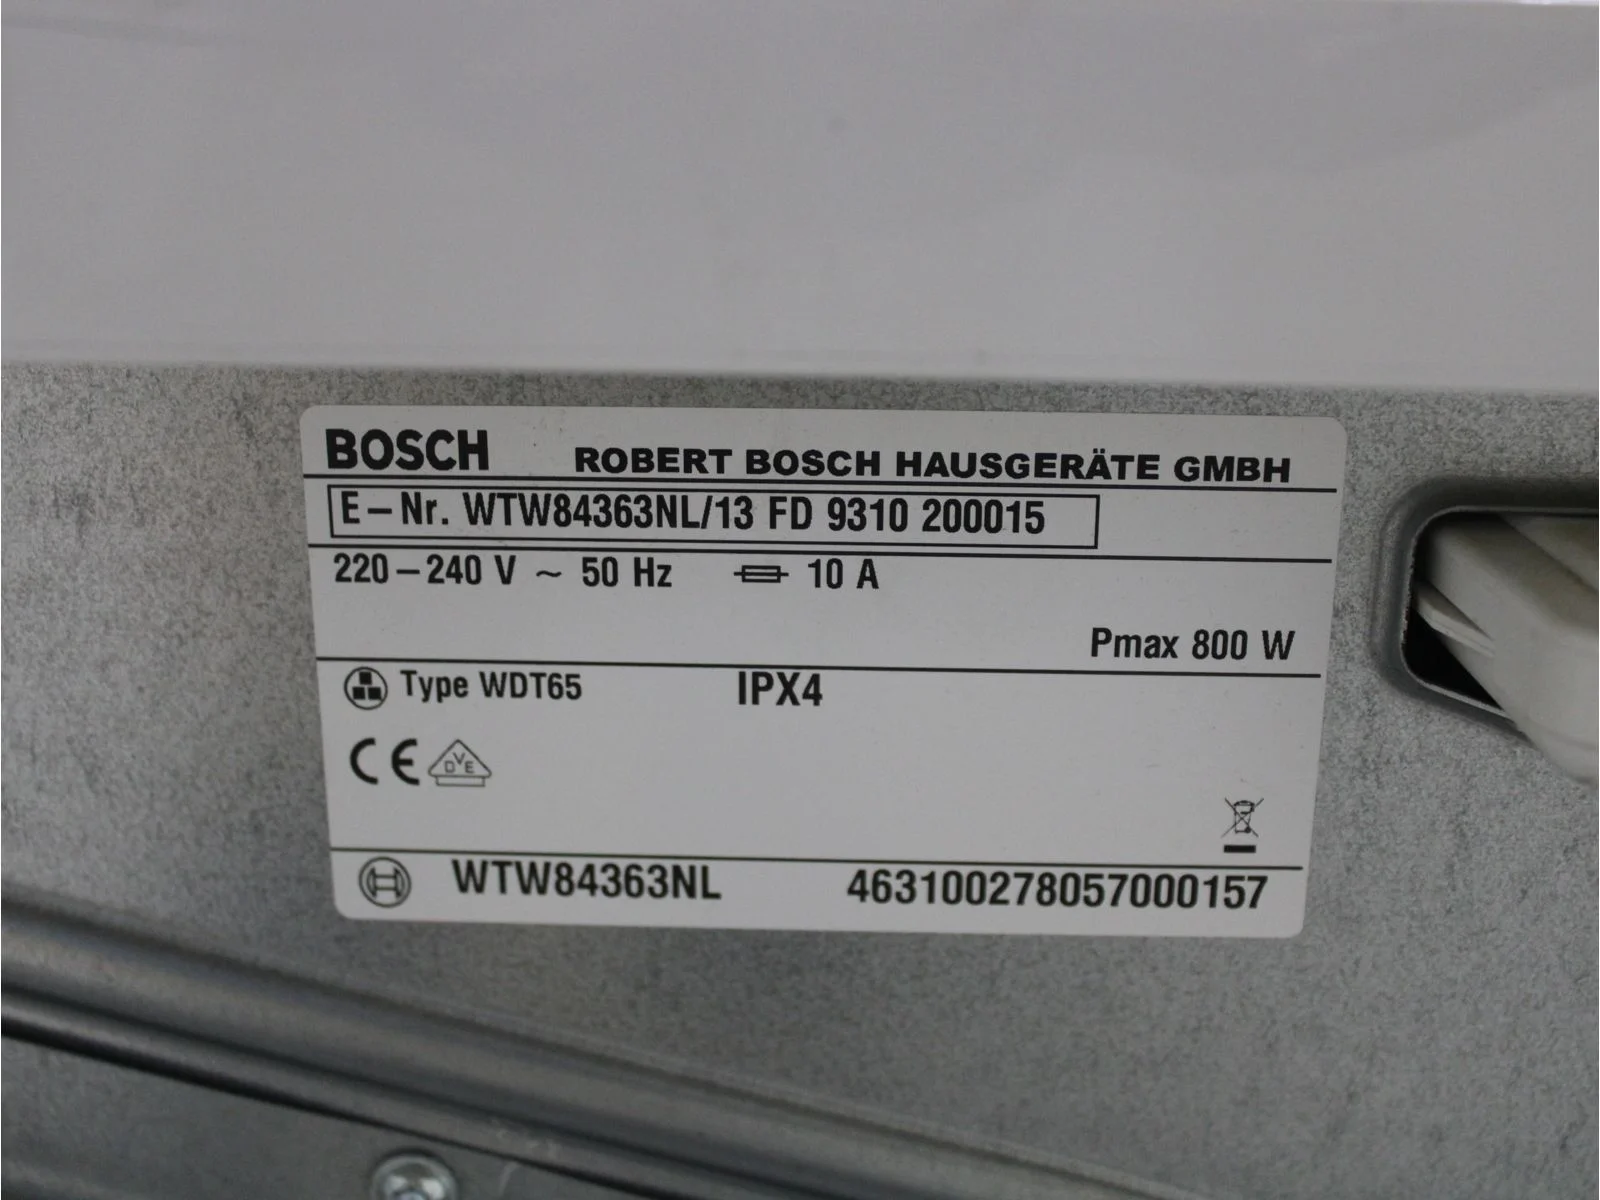 BOSCH ROBERT BOSCH HAUSGERÄTE GMBH
E-Nr. WTW84363NL/13 FD 9310 200015
220-240 V ~ 50 Hz 10 A
Pmax 800 W
Type WDT65 IPX4
CE DVE
WTW84363NL 463100278057000157